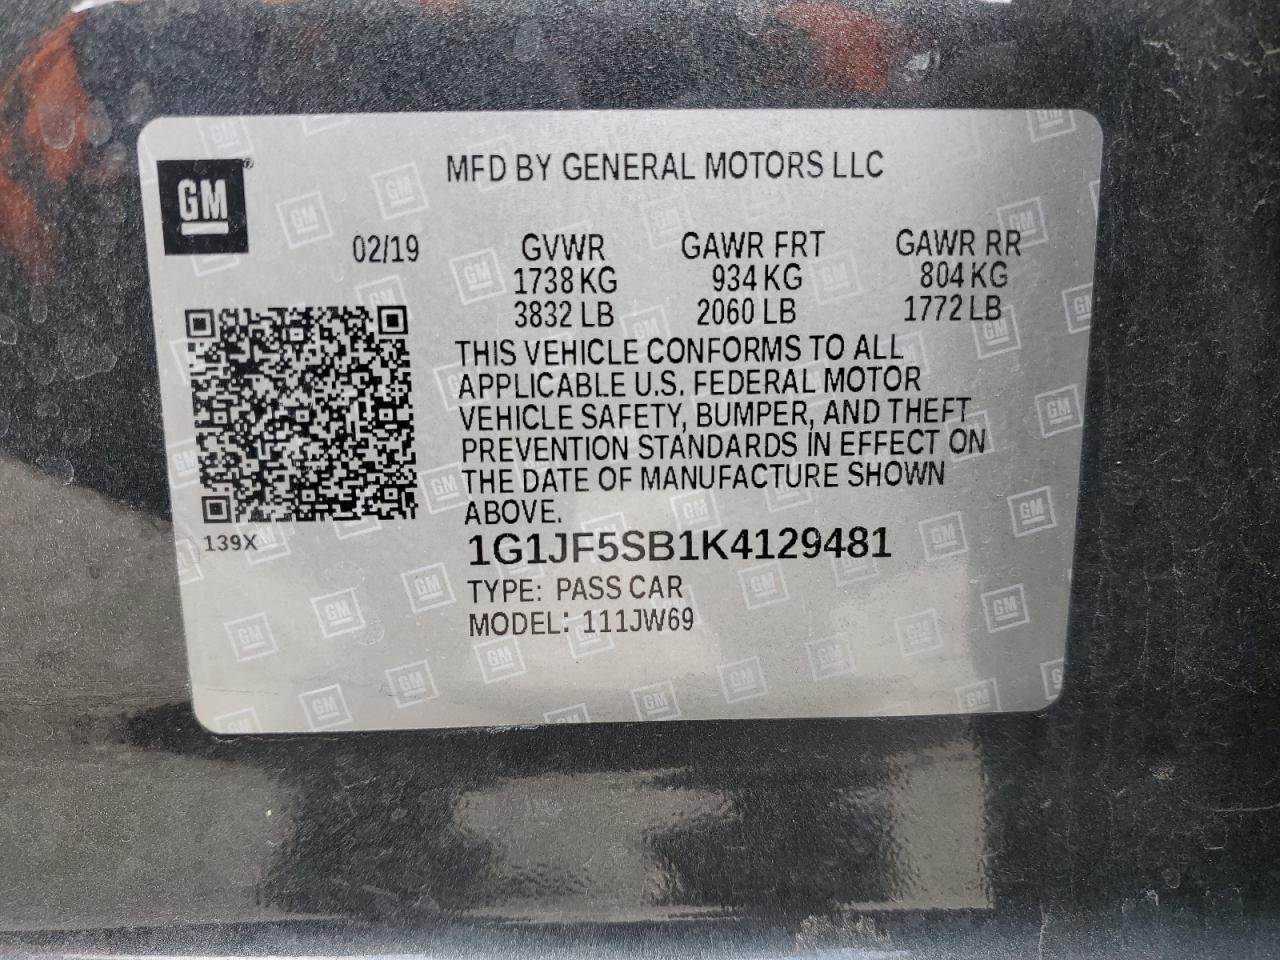 GM
MFD BY GENERAL MOTORS LLC
02/19
GVWR GAWR FRT GAWR RR
1738 KG 934 KG 804 KG
3832 LB 2060 LB 1772 LB
THIS VEHICLE CONFORMS TO ALL
APPLICABLE U.S. FEDERAL MOTOR
VEHICLE SAFETY, BUMPER, AND THEFT
PREVENTION STANDARDS IN EFFECT ON
THE DATE OF MANUFACTURE SHOWN
ABOVE.
139X
1G1JF5SB1K4129481
TYPE: PASS CAR
MODEL: 111JW69